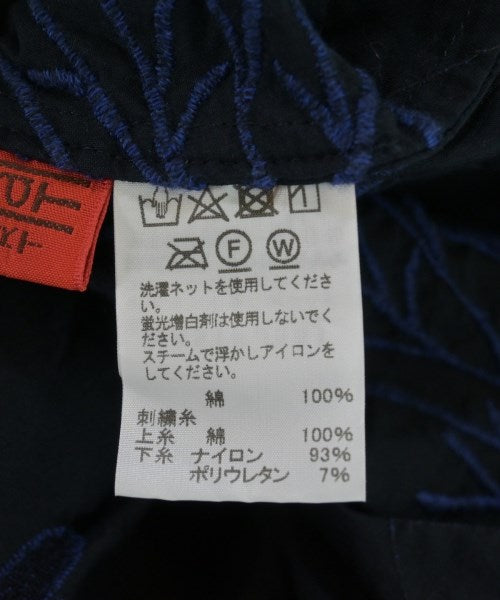 F W
洗濯ネットを使用してくださ
い。
蛍光増白剤は使用しないでく
ださい。
スチームで浮かしアイロンを
してください。
綿 100%
刺繍糸
上糸 綿 100%
下糸 ナイロン 93%
ポリウレタン 7%